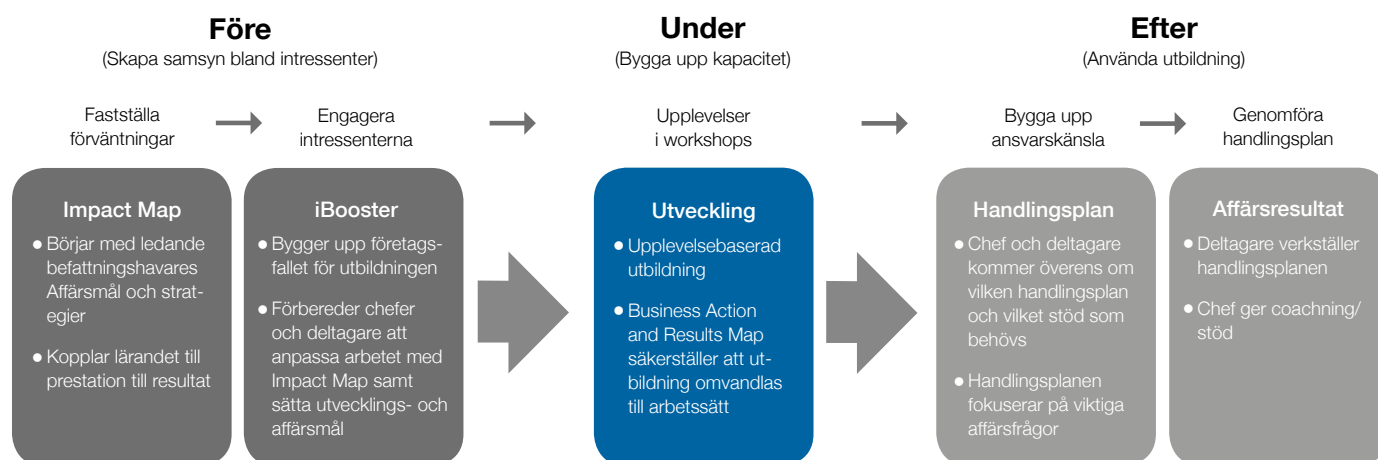 Före
(Skapa samsyn bland intressenter)
Under
(Bygga upp kapacitet)
Efter
(Använda utbildning)
Fastställa
förväntningar
Engagera
intressenterna
Upplevelser
i workshops
Bygga upp
ansvarskänsla
Genomföra
handlingsplan
Impact Map
• Börjar med ledande
befattningshavares
Affärsmål och strat-
egier
• Kopplar lärandet till
prestation till resultat
iBooster
• Bygger upp företags-
fallet för utbildningen
• Förbereder chefer
och deltagare att
anpassa arbetet med
Impact Map samt
sätta utvecklings- och
affärsmål
Utveckling
• Upplevelsebaserad
utbildning
• Business Action
and Results Map
säkerställer att ut-
bildning omvandlas
till arbetssätt
Handlingsplan
• Chef och deltagare
kommer överens om
vilken handlingsplan
och vilket stöd som
behövs
• Handlingsplanen
fokuserar på viktiga
affärsfrågor
Affärsresultat
• Deltagare verkställer
handlingsplanen
• Chef ger coachning/
stöd